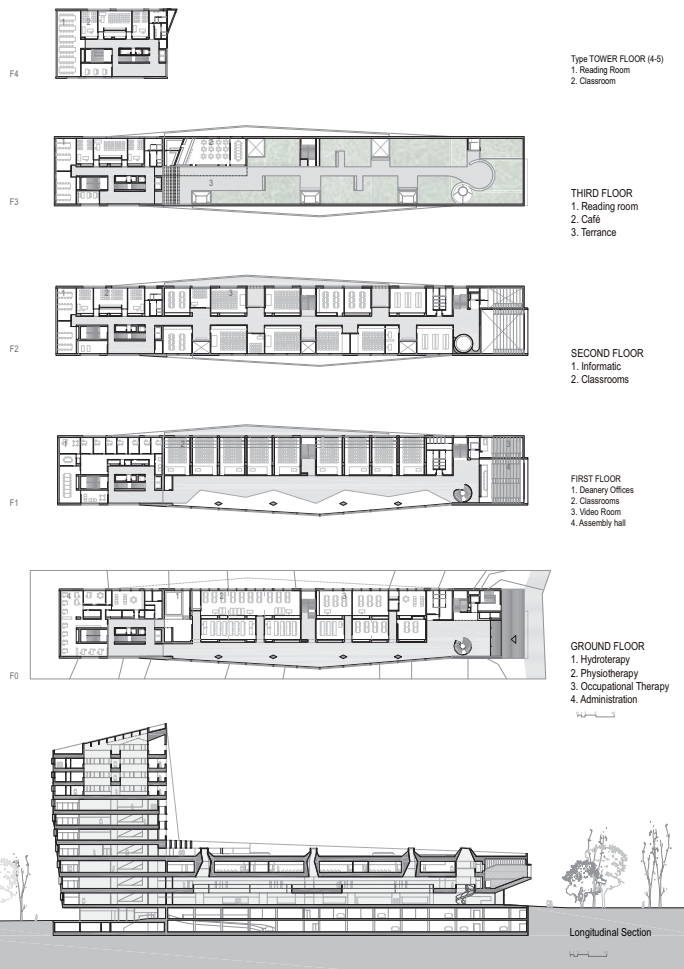 F4
Type TOWER FLOOR (4-5)
1. Reading Room
2. Classroom
F3
THIRD FLOOR
1. Reading room
2. Café
3. Terrance
F2
SECOND FLOOR
1. Informatic
2. Classrooms
F1
FIRST FLOOR
1. Deanery Offices
2. Classrooms
3. Video Room
4. Assembly hall
F0
GROUND FLOOR
1. Hydroterapy
2. Physiotherapy
3. Occupational Therapy
4. Administration
Longitudinal Section